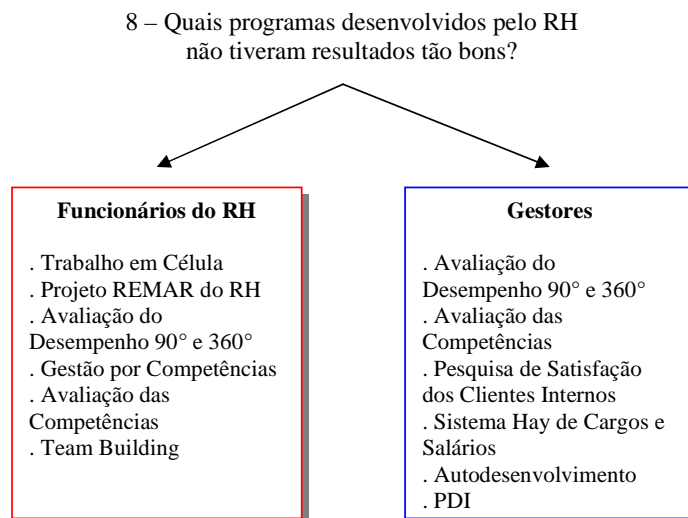 8 – Quais programas desenvolvidos pelo RH
não tiveram resultados tão bons?
Funcionários do RH
. Trabalho em Célula
. Projeto REMAR do RH
. Avaliação do
Desempenho 90° e 360°
. Gestão por Competências
. Avaliação das
Competências
. Team Building
Gestores
. Avaliação do
Desempenho 90° e 360°
. Avaliação das
Competências
. Pesquisa de Satisfação
dos Clientes Internos
. Sistema Hay de Cargos e
Salários
. Autodesenvolvimento
. PDI